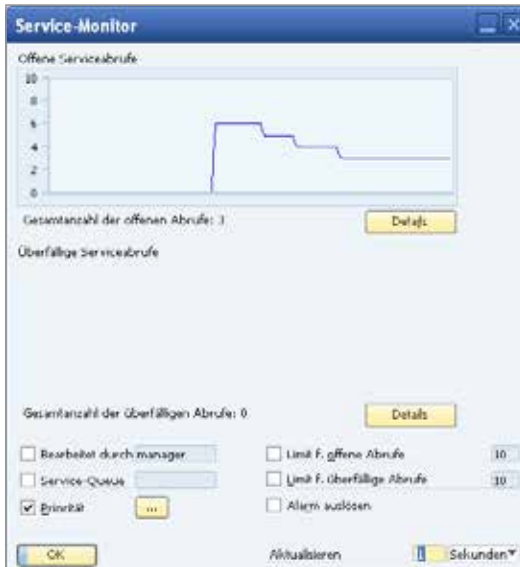 Service-Monitor
Offene Serviceabrufe
10
8
6
4
2
0
Gesamtanzahl der offenen Abrufe: 3
Details
Überfällige Serviceabrufe
Gesamtanzahl der überfälligen Abrufe: 0
Details
Bearbeitet durch manager
Limit f. offene Abrufe 10
Service-Queue
Limit f. überfällige Abrufe 10
Priorität ...
Alarm auslösen
OK
Aktualisieren 1 Sekunden